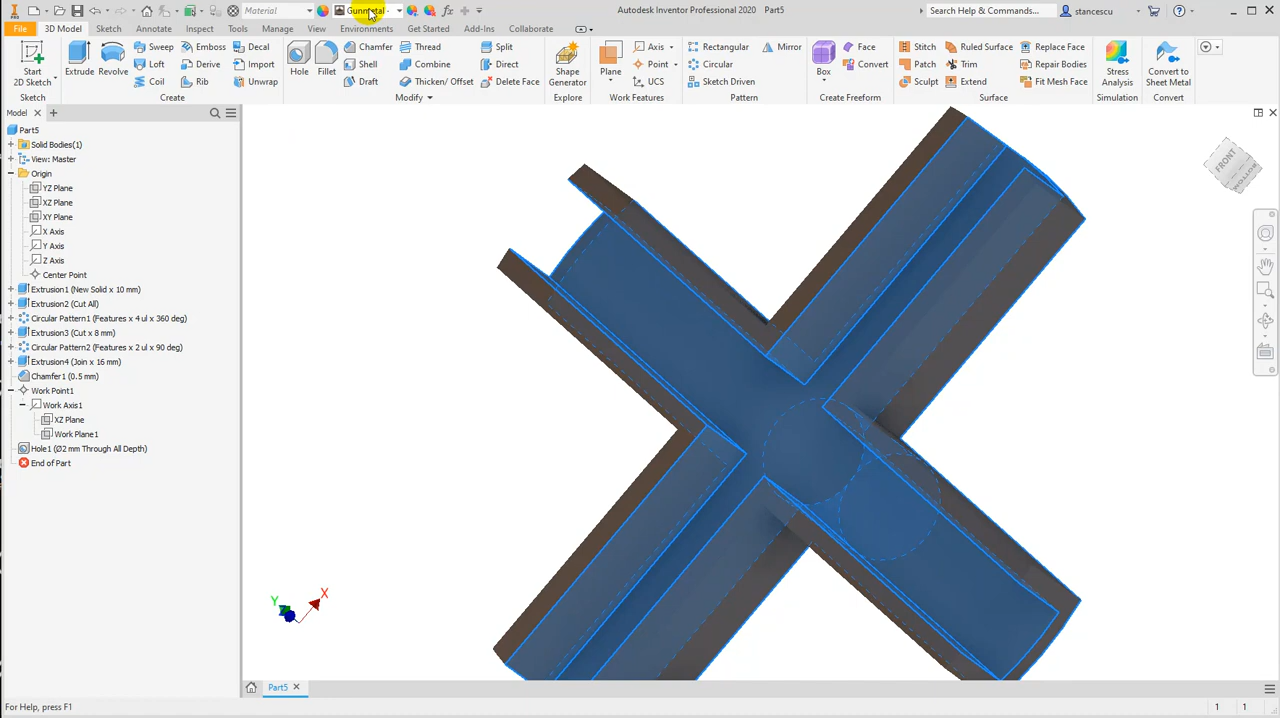 Material
Gunmetal -
Autodesk Inventor Professional 2020 Part5
Search Help & Commands...
stancescu
File
3D Model
Sketch
Annotate
Inspect
Tools
Manage
View
Environments
Get Started
Add-Ins
Collaborate
Start
2D Sketch
Sketch
Extrude
Revolve
Sweep
Emboss
Decal
Loft
Derive
Import
Coil
Rib
Unwrap
Create
Hole
Fillet
Chamfer
Thread
Split
Shell
Combine
Direct
Draft
Thicken/ Offset
Delete Face
Modify
Shape
Generator
Explore
Plane
Axis
Point
UCS
Work Features
Rectangular
Mirror
Circular
Sketch Driven
Pattern
Box
Face
Convert
Create Freeform
Stitch
Ruled Surface
Replace Face
Patch
Trim
Repair Bodies
Sculpt
Extend
Fit Mesh Face
Surface
Stress
Analysis
Simulation
Convert to
Sheet Metal
Convert
Model
Part5
Solid Bodies(1)
View: Master
Origin
YZ Plane
XZ Plane
XY Plane
X Axis
Y Axis
Z Axis
Center Point
Extrusion1 (New Solid x 10 mm)
Extrusion2 (Cut All)
Circular Pattern1 (Features x 4 ul x 360 deg)
Extrusion3 (Cut x 8 mm)
Circular Pattern2 (Features x 2 ul x 90 deg)
Extrusion4 (Join x 16 mm)
Chamfer1 (0.5 mm)
Work Point1
Work Axis1
XZ Plane
Work Plane1
Hole1 (Ø2 mm Through All Depth)
End of Part
FRONT
BOTTOM
X
Y
Part5
For Help, press F1
1 1